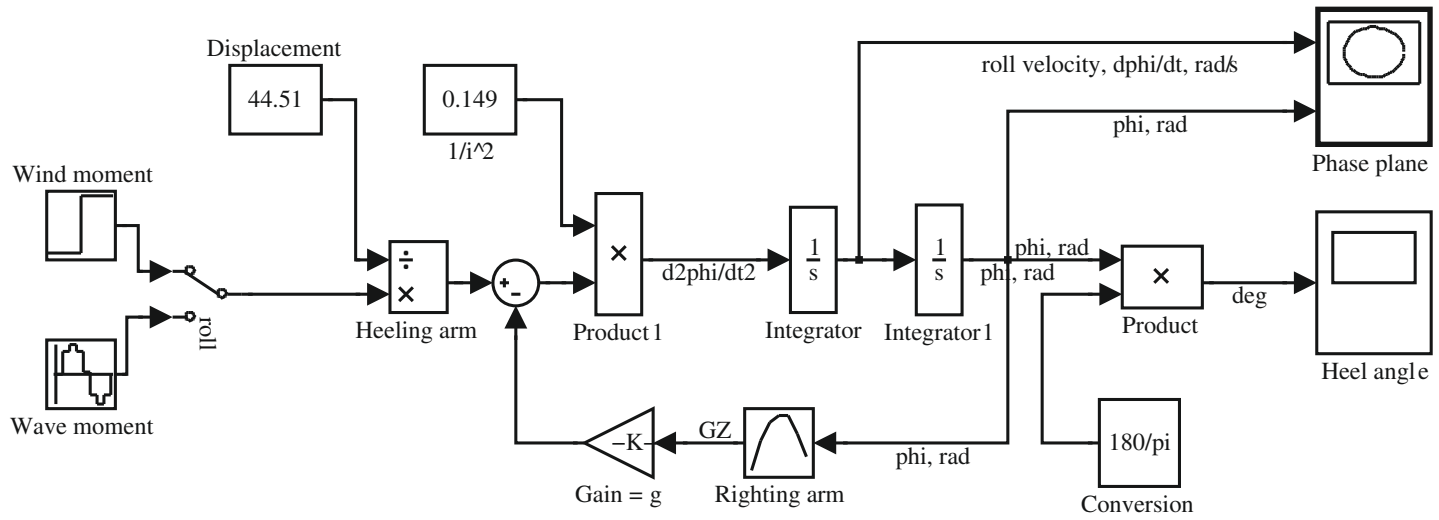 Displacement
44.51
0.149
1/i^2
roll velocity, dphi/dt, rad/s
phi, rad
Phase plane
Wind moment
÷
×
Heeling arm
+
−
×
Product 1
d2phi/dt2
1
s
Integrator
1
s
Integrator 1
phi, rad
phi, rad
×
Product
deg
Heel angle
roll
Wave moment
−K−
Gain = g
GZ
Righting arm
phi, rad
180/pi
Conversion